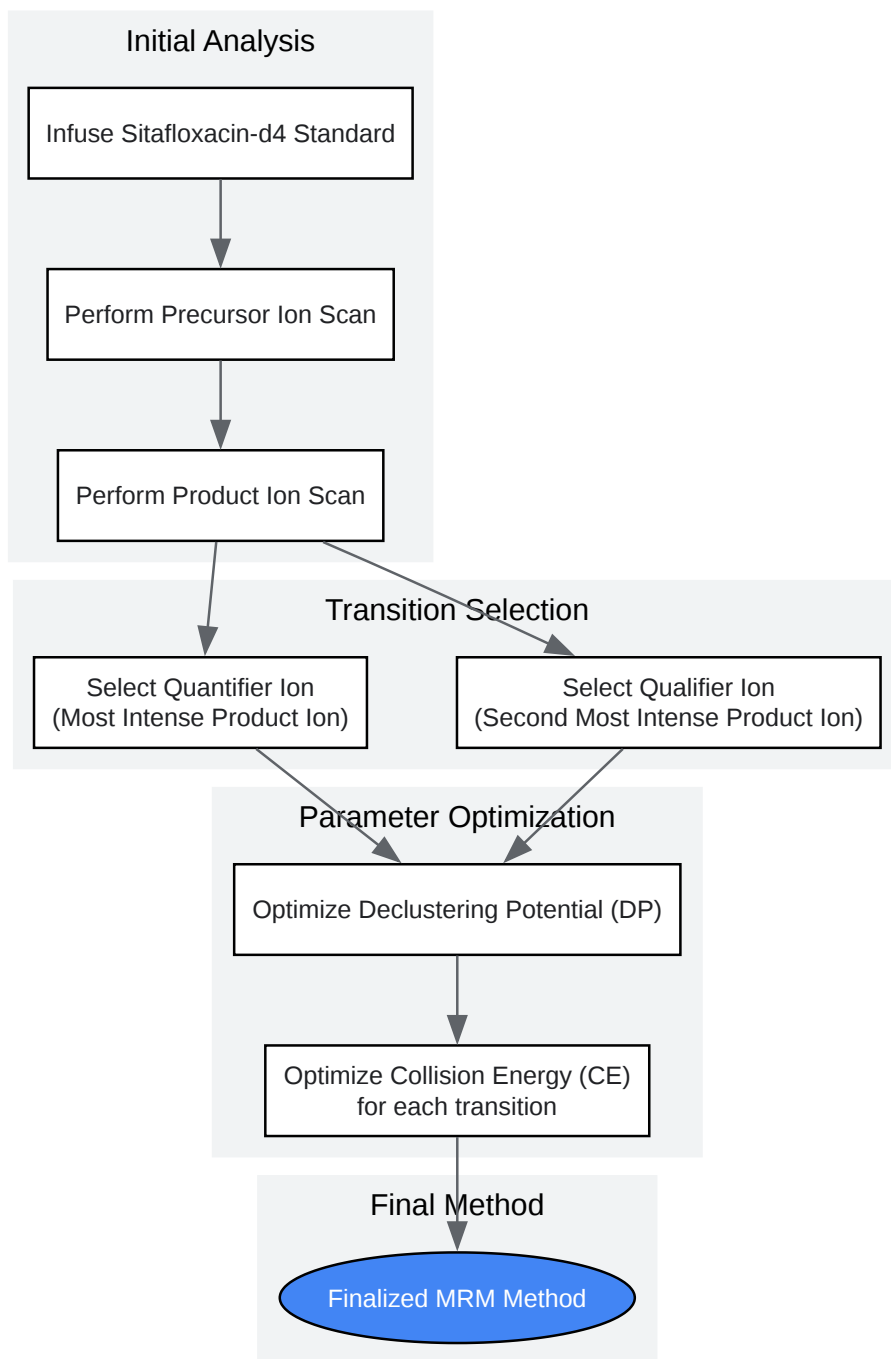 Initial Analysis
Infuse Sitafloxacin-d4 Standard
Perform Precursor Ion Scan
Perform Product Ion Scan
Transition Selection
Select Quantifier Ion
(Most Intense Product Ion)
Select Qualifier Ion
(Second Most Intense Product Ion)
Parameter Optimization
Optimize Declustering Potential (DP)
Optimize Collision Energy (CE)
for each transition
Final Method
Finalized MRM Method